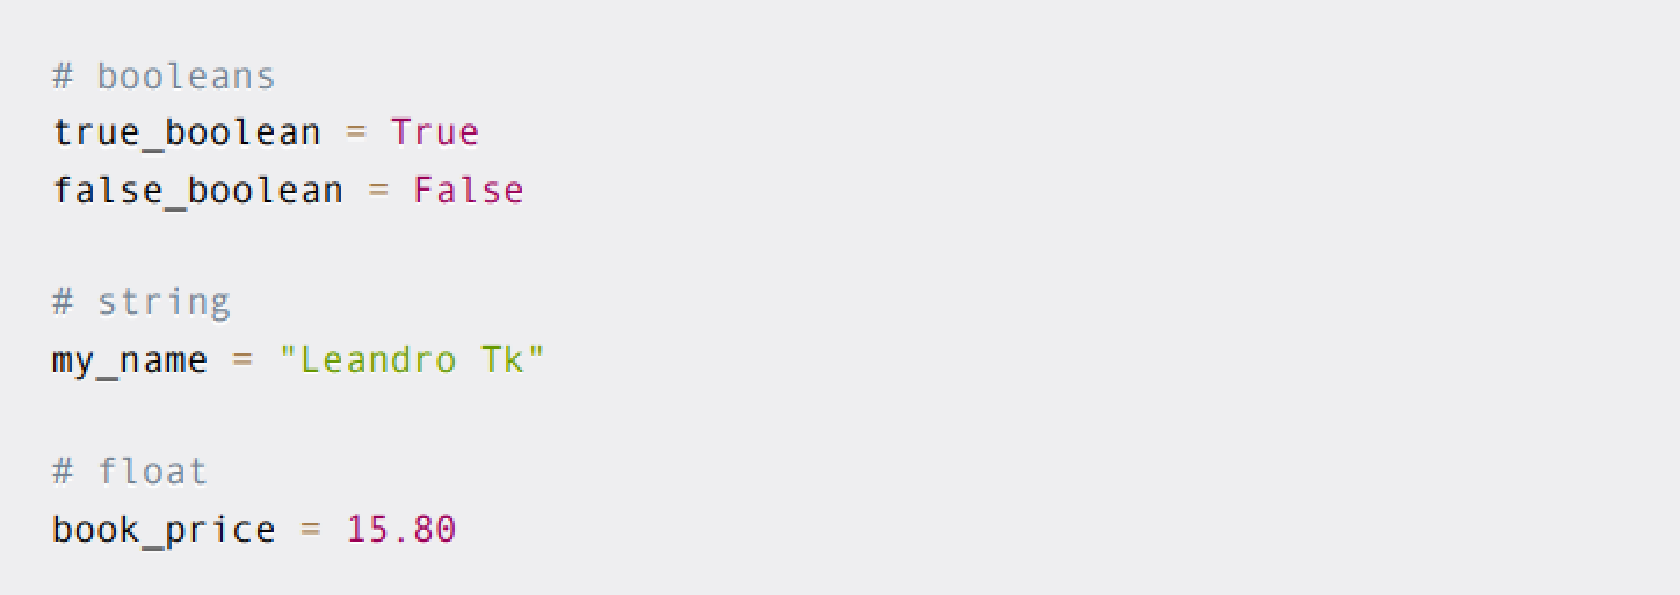 # booleans
true_boolean = True
false_boolean = False
# string
my_name = "Leandro Tk"
# float
book_price = 15.80